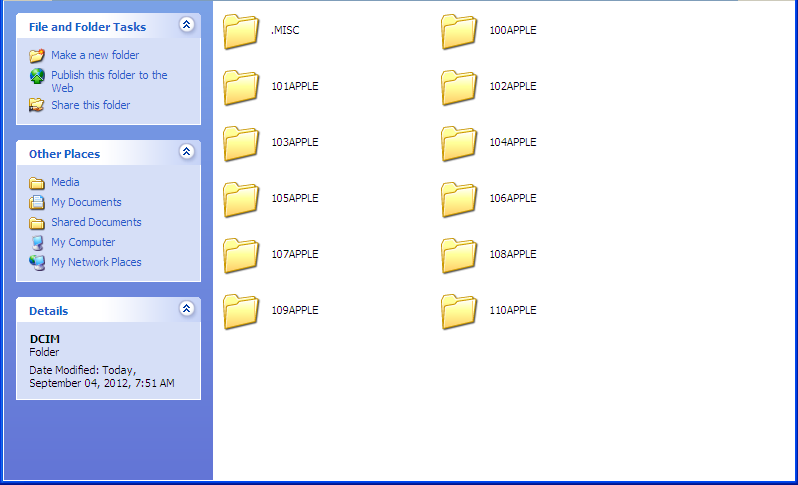 File and Folder Tasks
Make a new folder
Publish this folder to the
Web
Share this folder
Other Places
Media
My Documents
Shared Documents
My Computer
My Network Places
Details
DCIM
Folder
Date Modified: Today,
September 04, 2012, 7:51 AM
.MISC
100APPLE
101APPLE
102APPLE
103APPLE
104APPLE
105APPLE
106APPLE
107APPLE
108APPLE
109APPLE
110APPLE